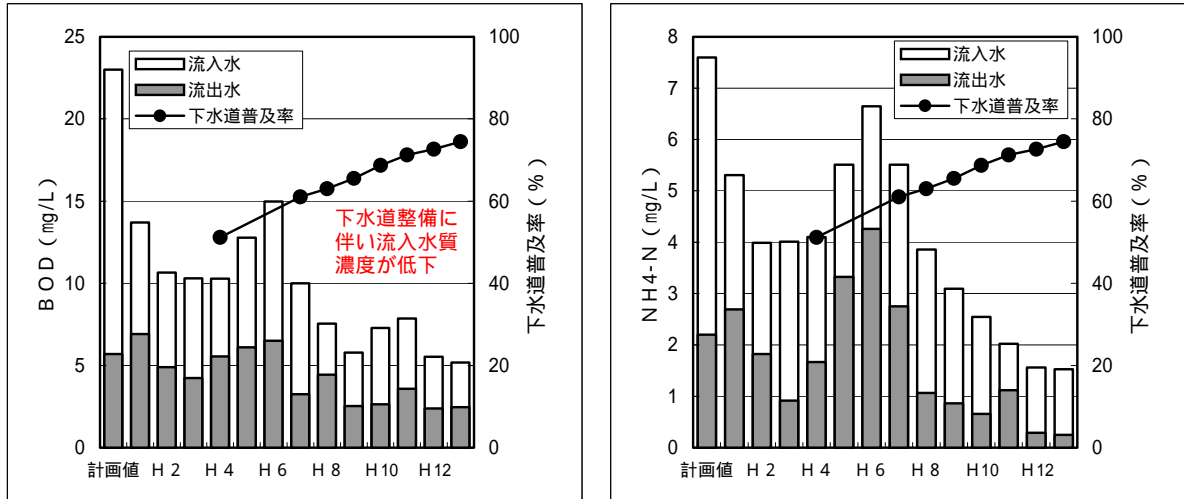 25
20
15
10
5
0
BOD（mg/L）
流入水
流出水
下水道普及率
下水道整備に
伴い流入水質
濃度が低下
100
80
60
40
20
0
下水道普及率（%）
計画値 H2 H4 H6 H8 H10 H12
8
7
6
5
4
3
2
1
0
NH4-N（mg/L）
流入水
流出水
下水道普及率
100
80
60
40
20
0
下水道普及率（%）
計画値 H2 H4 H6 H8 H10 H12